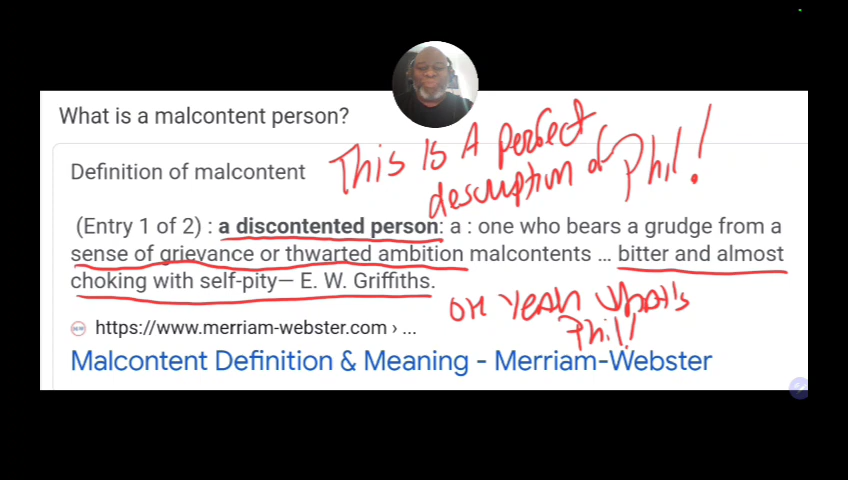 What is a malcontent person?
This Is A perfect
description of Phil!
Definition of malcontent
(Entry 1 of 2) : a discontented person: a : one who bears a grudge from a
sense of grievance or thwarted ambition malcontents ... bitter and almost
choking with self-pity— E. W. Griffiths.
OH Yeah that's
Phil!
https://www.merriam-webster.com › ...
Malcontent Definition & Meaning - Merriam-Webster